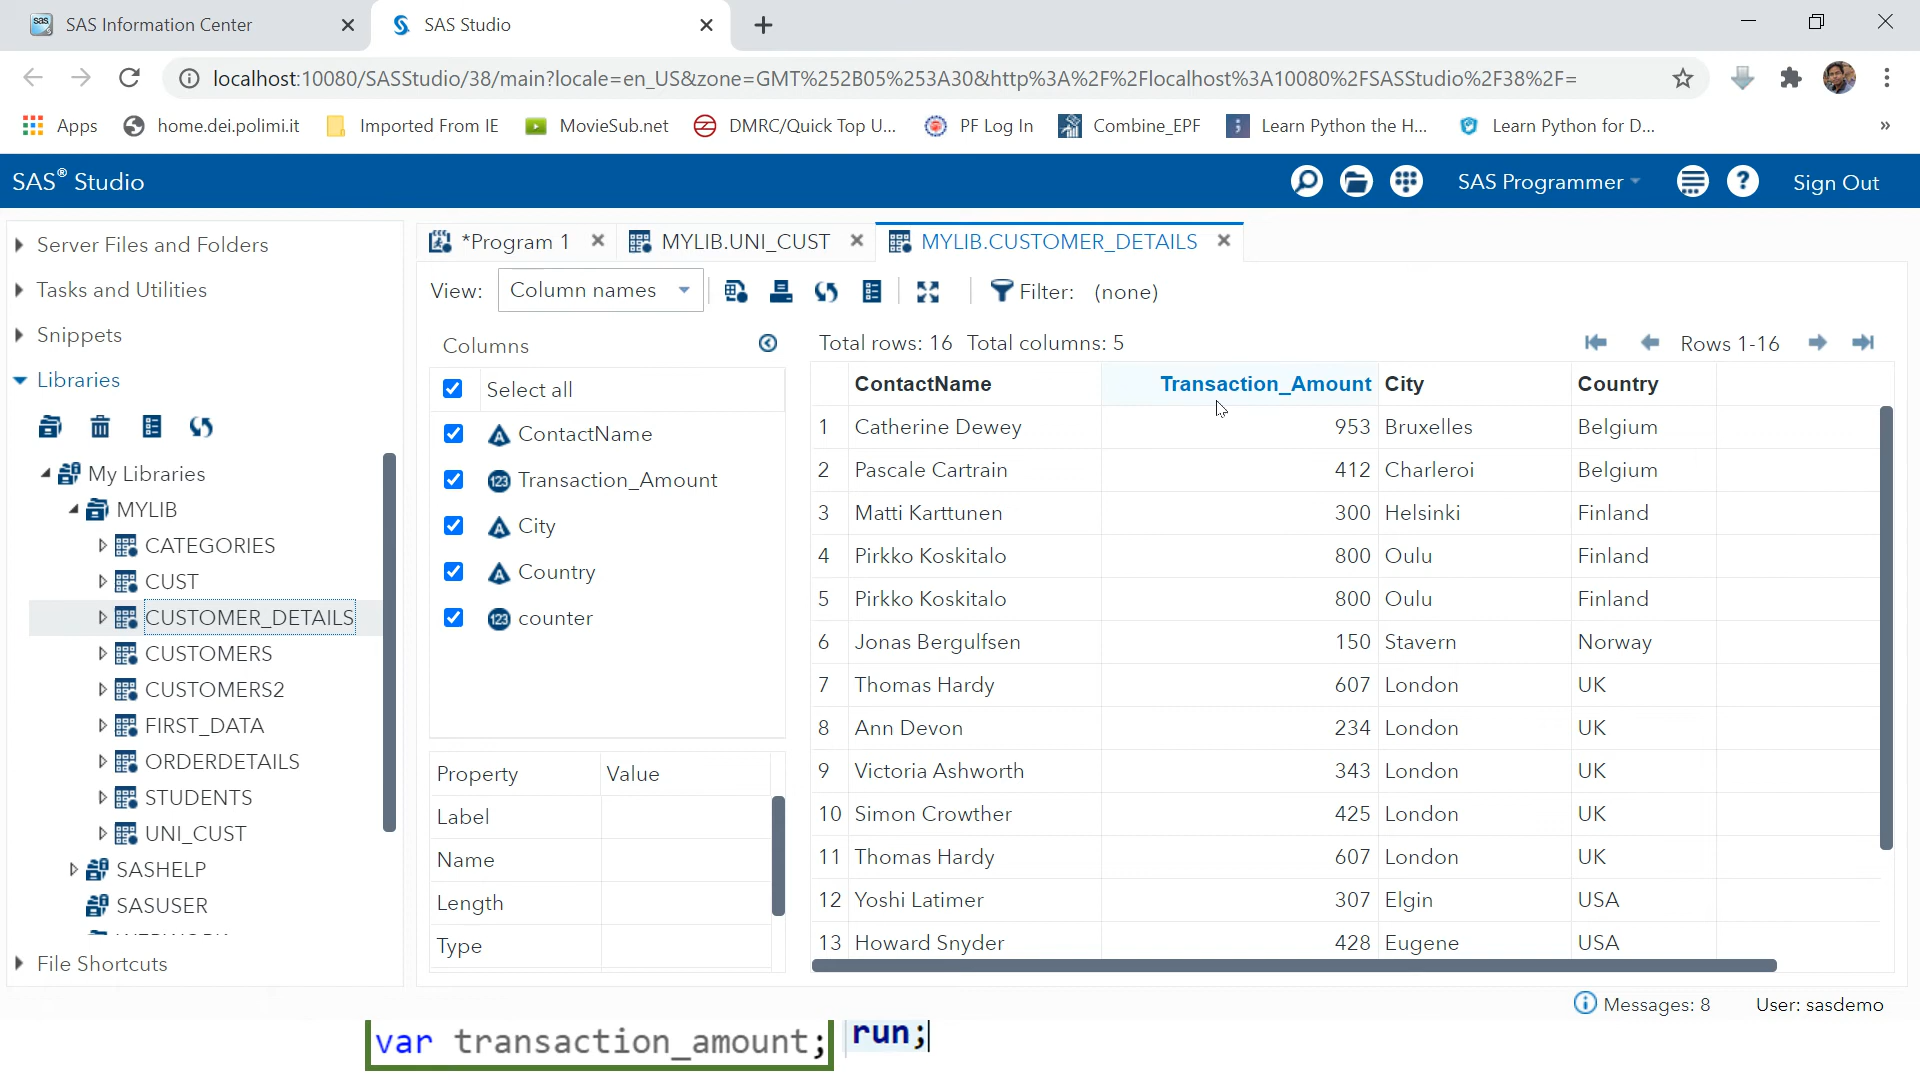 SAS Information Center
SAS Studio
localhost:10080/SASStudio/38/main?locale=en_US&zone=GMT%252B05%253A30&http%3A%2F%2Flocalhost%3A10080%2FSASStudio%2F38%2F=
Apps
home.dei.polimi.it
Imported From IE
MovieSub.net
DMRC/Quick Top U...
PF Log In
Combine_EPF
Learn Python the H...
Learn Python for D...
»
SAS® Studio
SAS Programmer
Sign Out
Server Files and Folders
Tasks and Utilities
Snippets
Libraries
My Libraries
MYLIB
CATEGORIES
CUST
CUSTOMER_DETAILS
CUSTOMERS
CUSTOMERS2
FIRST_DATA
ORDERDETAILS
STUDENTS
UNI_CUST
SASHELP
SASUSER
File Shortcuts
*Program 1
MYLIB.UNI_CUST
MYLIB.CUSTOMER_DETAILS
View: Column names
Filter: (none)
Columns
Select all
ContactName
Transaction_Amount
City
Country
counter
Property Value
Label
Name
Length
Type
Total rows: 16 Total columns: 5
Rows 1-16
ContactName Transaction_Amount City Country
1 Catherine Dewey 953 Bruxelles Belgium
2 Pascale Cartrain 412 Charleroi Belgium
3 Matti Karttunen 300 Helsinki Finland
4 Pirkko Koskitalo 800 Oulu Finland
5 Pirkko Koskitalo 800 Oulu Finland
6 Jonas Bergulfsen 150 Stavern Norway
7 Thomas Hardy 607 London UK
8 Ann Devon 234 London UK
9 Victoria Ashworth 343 London UK
10 Simon Crowther 425 London UK
11 Thomas Hardy 607 London UK
12 Yoshi Latimer 307 Elgin USA
13 Howard Snyder 428 Eugene USA
Messages: 8
User: sasdemo
var transaction_amount; run;